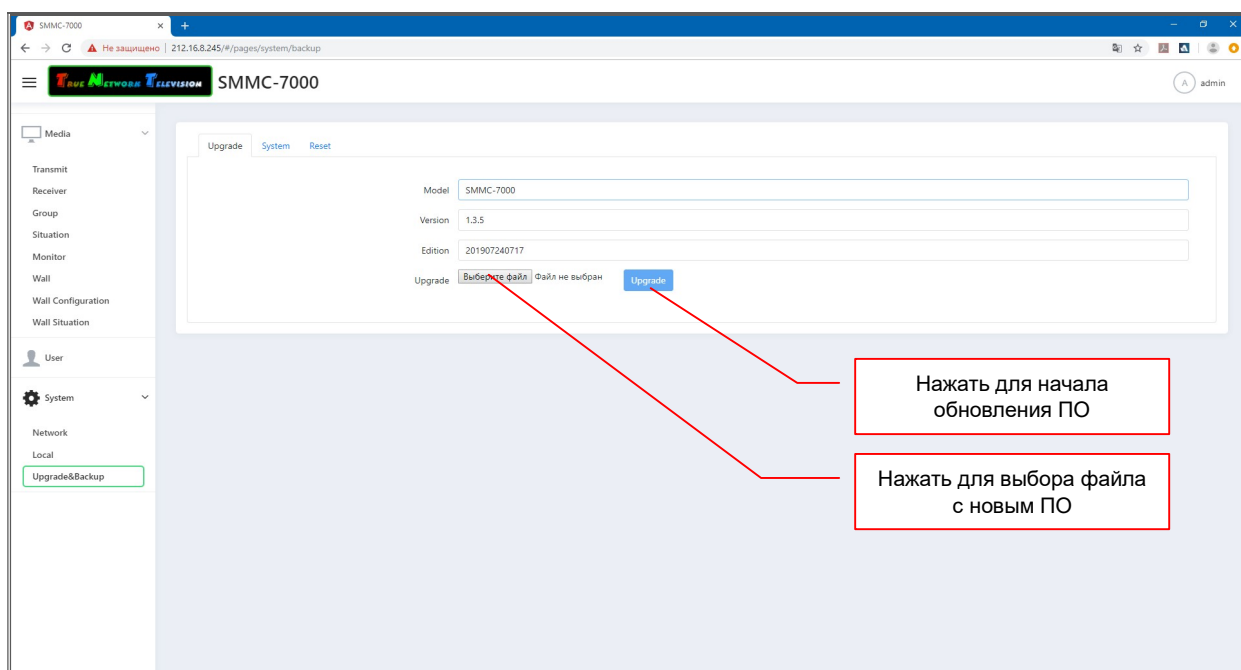 SMMC-7000
Не защищено 212.16.8.245/#/pages/system/backup
TRUE NETWORK TELEVISION SMMC-7000
A admin
Media
Transmit
Receiver
Group
Situation
Monitor
Wall
Wall Configuration
Wall Situation
User
System
Network
Local
Upgrade&Backup
Upgrade System Reset
Model SMMC-7000
Version 1.3.5
Edition 201907240717
Upgrade Выберите файл Файл не выбран Upgrade
Нажать для начала
обновления ПО
Нажать для выбора файла
с новым ПО